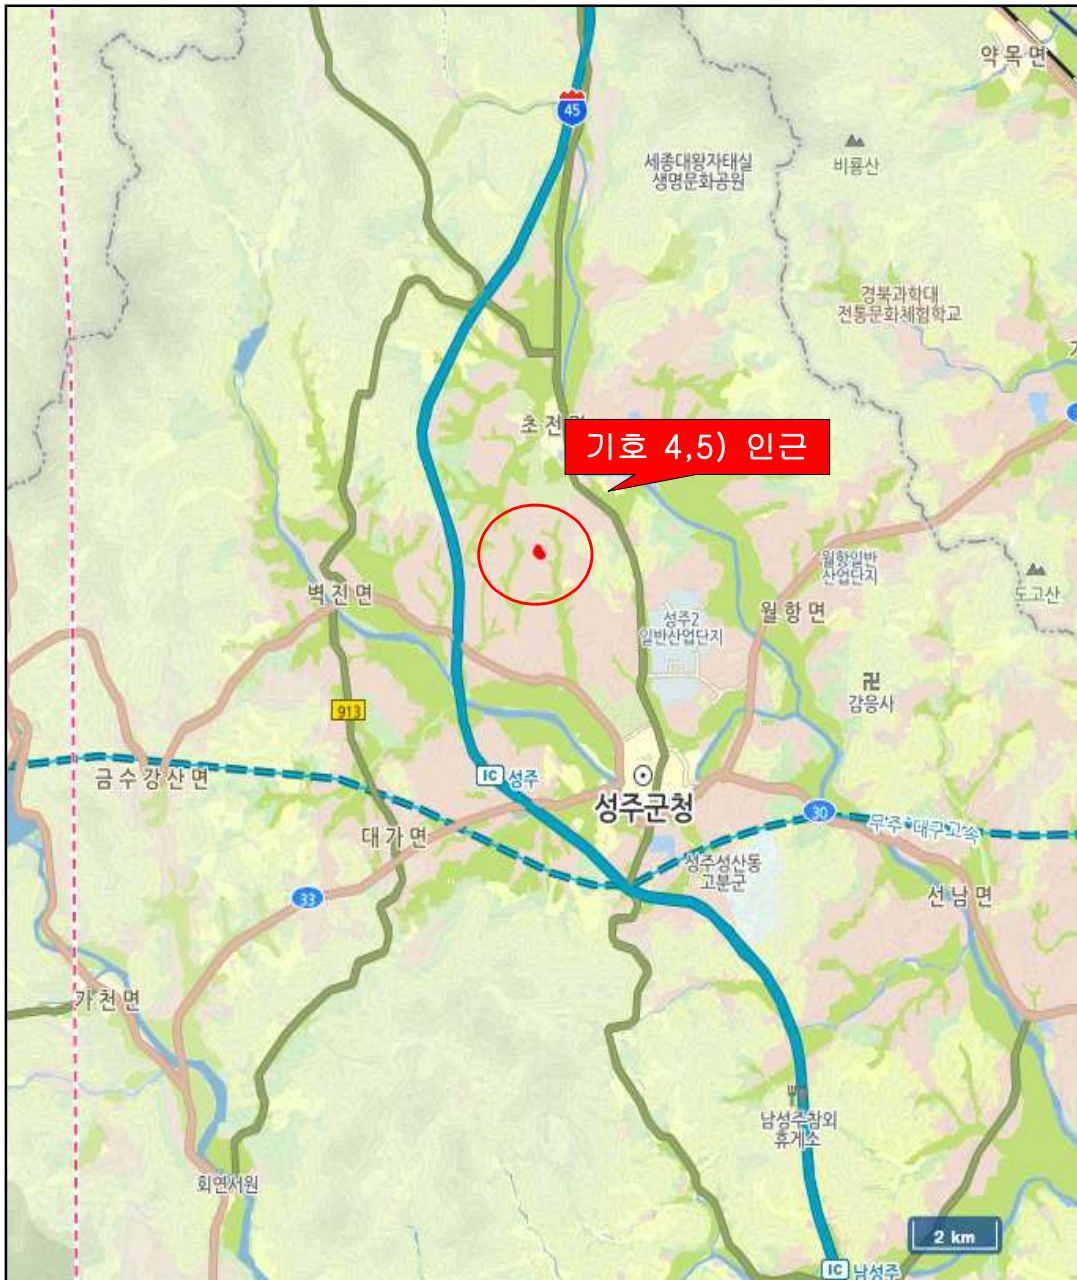 약목면
45
세종대왕자태실
생명문화공원
비룡산
경북과학대
전통문화체험학교
초전
기호 4,5) 인근
월항일반
산업단지
도고산
벽진면
성주2
일반산업단지
월항면
감응사
913
금수강산면
IC 성주
성주군청
대가면
30
무주-대구고속
성주성산동
고분군
33
선남면
가천면
남성주참외
휴게소
회연서원
2 km
IC 남성주